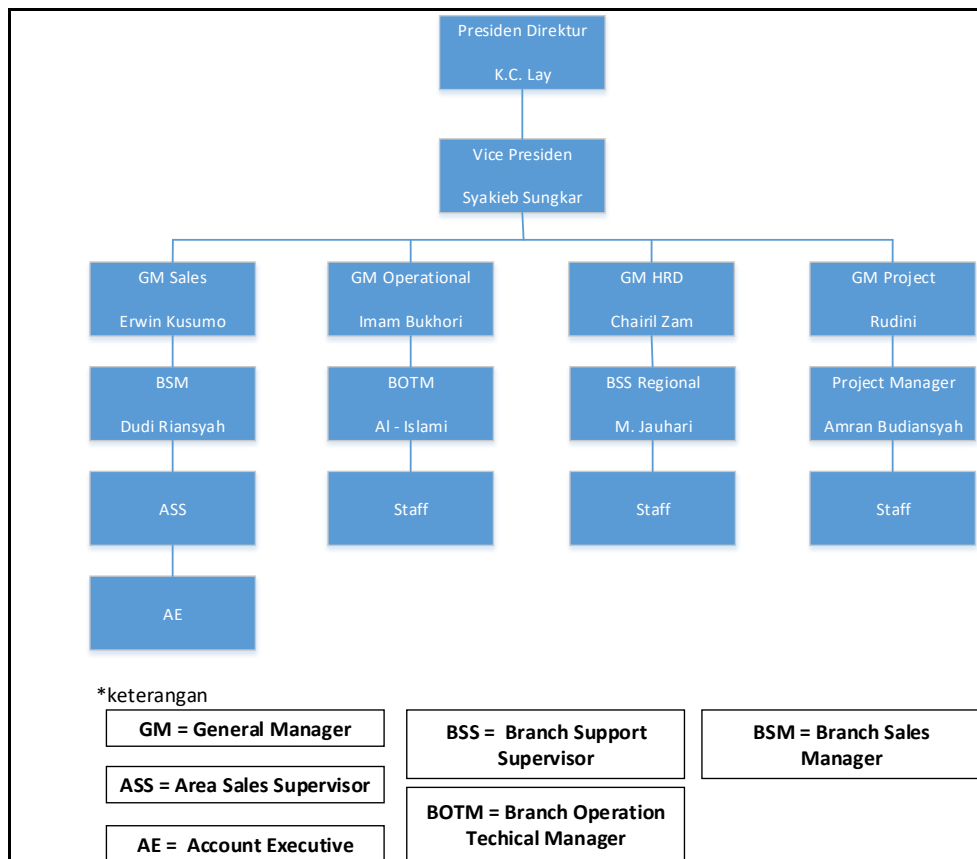 Presiden Direktur
K.C. Lay
Vice Presiden
Syakieb Sungkar
GM Sales
Erwin Kusumo
GM Operational
Imam Bukhori
GM HRD
Chairil Zam
GM Project
Rudini
BSM
Dudi Riansyah
BOTM
Al - Islami
BSS Regional
M. Jauhari
Project Manager
Amran Budiansyah
ASS
Staff
Staff
Staff
AE
*keterangan
GM = General Manager
BSS =  Branch Support
Supervisor
BSM = Branch Sales
Manager
ASS = Area Sales Supervisor
BOTM = Branch Operation
Techical Manager
AE =  Account Executive